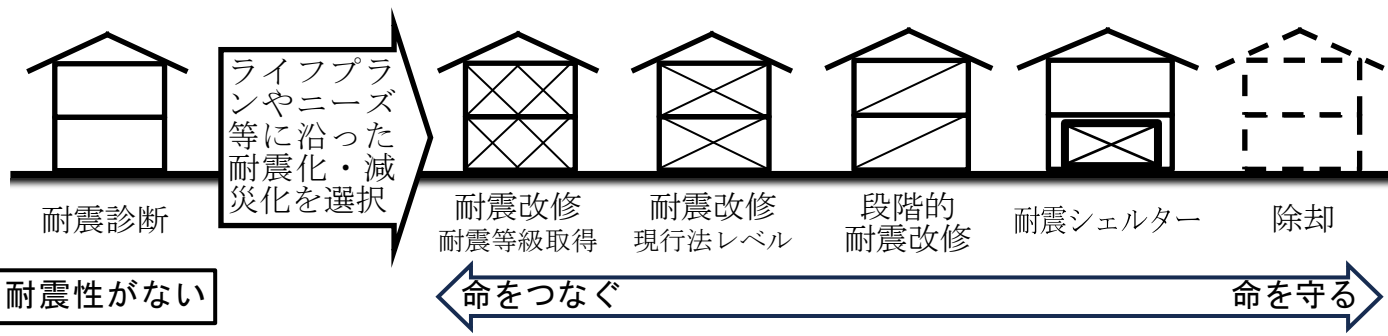 耐震診断
耐震性がない
ライフプラ
ンやニーズ
等に沿った
耐震化・減
災化を選択
耐震改修
耐震等級取得
耐震改修
現行法レベル
段階的
耐震改修
耐震シェルター
除却
命をつなぐ
命を守る